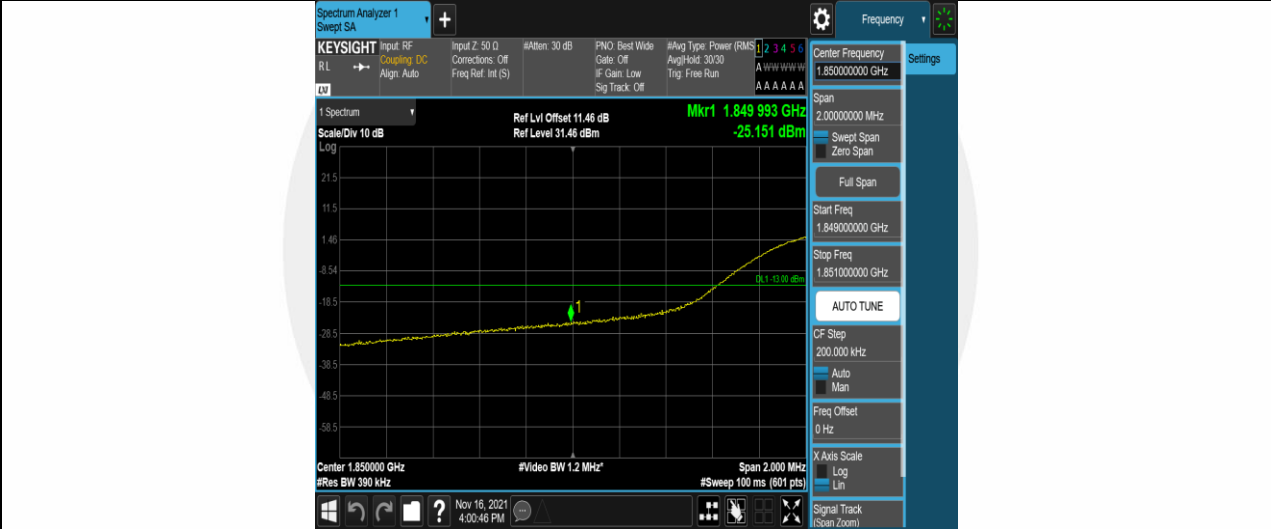 Spectrum Analyzer 1
Swept SA
+
Frequency
KEYSIGHT
RL
LXI
Input: RF
Coupling: DC
Align: Auto
Input Z: 50 Ω
Corrections: Off
Freq Ref: Int (S)
#Atten: 30 dB
PNO: Best Wide
Gate: Off
IF Gain: Low
Sig Track: Off
#Avg Type: Power (RMS
Avg|Hold: 30/30
Trig: Free Run
1 2 3 4 5 6
A W W W W W
A A A A A A
1 Spectrum
Scale/Div 10 dB
Log
Ref Lvl Offset 11.46 dB
Ref Level 31.46 dBm
Mkr1 1.849 993 GHz
-25.151 dBm
21.5
11.5
1.46
-8.54
-18.5
-28.5
-38.5
-48.5
-58.5
DL1 -13.00 dBm
1
Center 1.850000 GHz
#Res BW 390 kHz
#Video BW 1.2 MHz*
Span 2.000 MHz
#Sweep 100 ms (601 pts)
?
Nov 16, 2021
4:00:46 PM
Center Frequency
1.850000000 GHz
Span
2.00000000 MHz
Swept Span
Zero Span
Full Span
Start Freq
1.849000000 GHz
Stop Freq
1.851000000 GHz
AUTO TUNE
CF Step
200.000 kHz
Auto
Man
Freq Offset
0 Hz
X Axis Scale
Log
Lin
Signal Track
(Span Zoom)
Settings